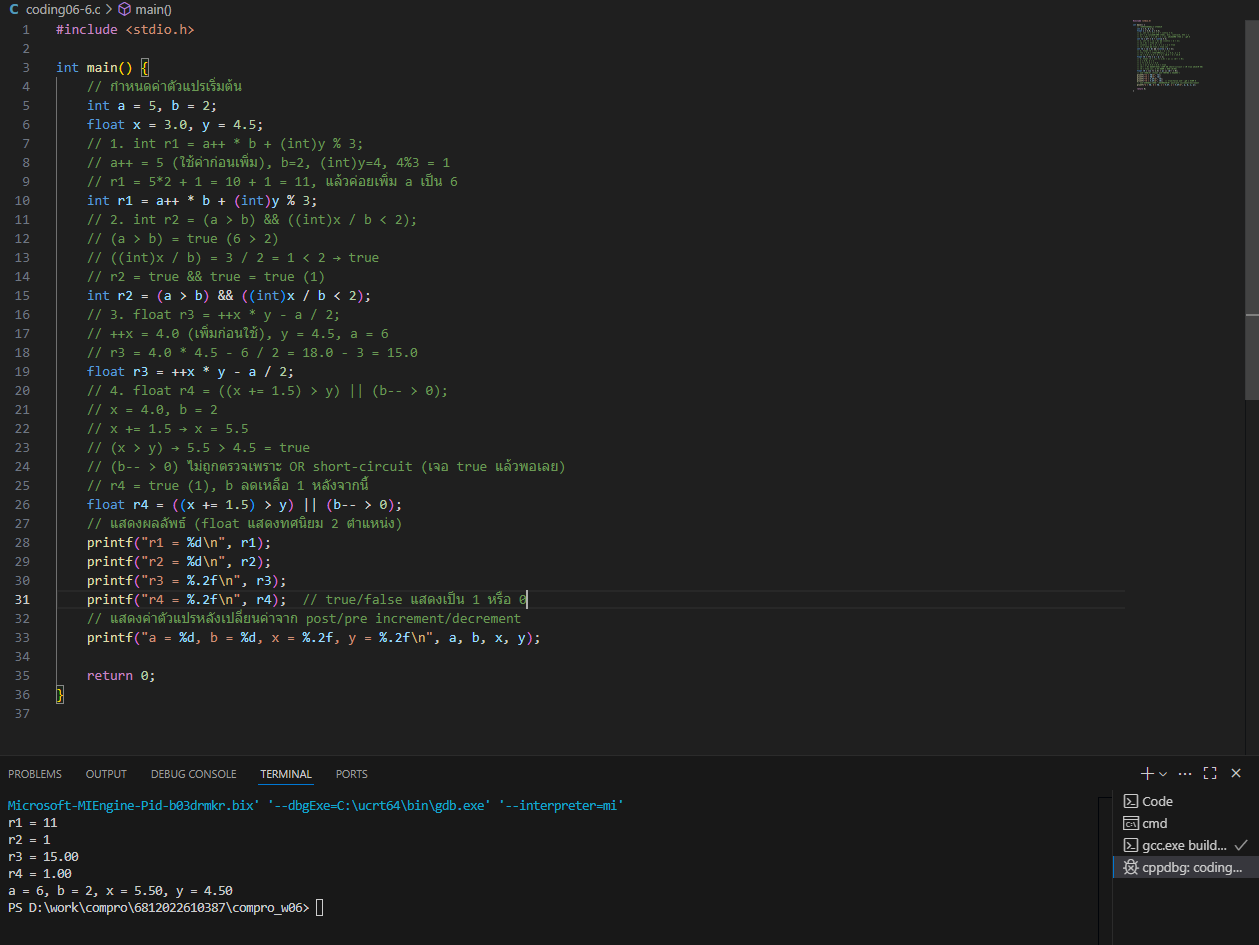 coding06-6.c > main()
1 #include <stdio.h>
2
3 int main() {
4 // กำหนดค่าตัวแปรเริ่มต้น
5 int a = 5, b = 2;
6 float x = 3.0, y = 4.5;
7 // 1. int r1 = a++ * b + (int)y % 3;
8 // a++ = 5 (ใช้ค่าก่อนเพิ่ม), b=2, (int)y=4, 4%3 = 1
9 // r1 = 5*2 + 1 = 10 + 1 = 11, แล้วค่อยเพิ่ม a เป็น 6
10 int r1 = a++ * b + (int)y % 3;
11 // 2. int r2 = (a > b) && ((int)x / b < 2);
12 // (a > b) = true (6 > 2)
13 // ((int)x / b) = 3 / 2 = 1 < 2 → true
14 // r2 = true && true = true (1)
15 int r2 = (a > b) && ((int)x / b < 2);
16 // 3. float r3 = ++x * y - a / 2;
17 // ++x = 4.0 (เพิ่มก่อนใช้), y = 4.5, a = 6
18 // r3 = 4.0 * 4.5 - 6 / 2 = 18.0 - 3 = 15.0
19 float r3 = ++x * y - a / 2;
20 // 4. float r4 = ((x += 1.5) > y) || (b-- > 0);
21 // x = 4.0, b = 2
22 // x += 1.5 → x = 5.5
23 // (x > y) → 5.5 > 4.5 = true
24 // (b-- > 0) ไม่ถูกตรวจเพราะ OR short-circuit (เจอ true แล้วพอเลย)
25 // r4 = true (1), b ลดเหลือ 1 หลังจากนี้
26 float r4 = ((x += 1.5) > y) || (b-- > 0);
27 // แสดงผลลัพธ์ (float แสดงทศนิยม 2 ตำแหน่ง)
28 printf("r1 = %d\n", r1);
29 printf("r2 = %d\n", r2);
30 printf("r3 = %.2f\n", r3);
31 printf("r4 = %.2f\n", r4); // true/false แสดงเป็น 1 หรือ 0
32 // แสดงค่าตัวแปรหลังเปลี่ยนค่าจาก post/pre increment/decrement
33 printf("a = %d, b = %d, x = %.2f, y = %.2f\n", a, b, x, y);
34
35 return 0;
36 }
37
PROBLEMS OUTPUT DEBUG CONSOLE TERMINAL PORTS
Microsoft-MIEngine-Pid-b03drmkr.bix' '--dbgExe=C:\ucrt64\bin\gdb.exe' '--interpreter=mi'
r1 = 11
r2 = 1
r3 = 15.00
r4 = 1.00
a = 6, b = 2, x = 5.50, y = 4.50
PS D:\work\compro\6812022610387\compro_w06>
Code
cmd
gcc.exe build...
cppdbg: coding...